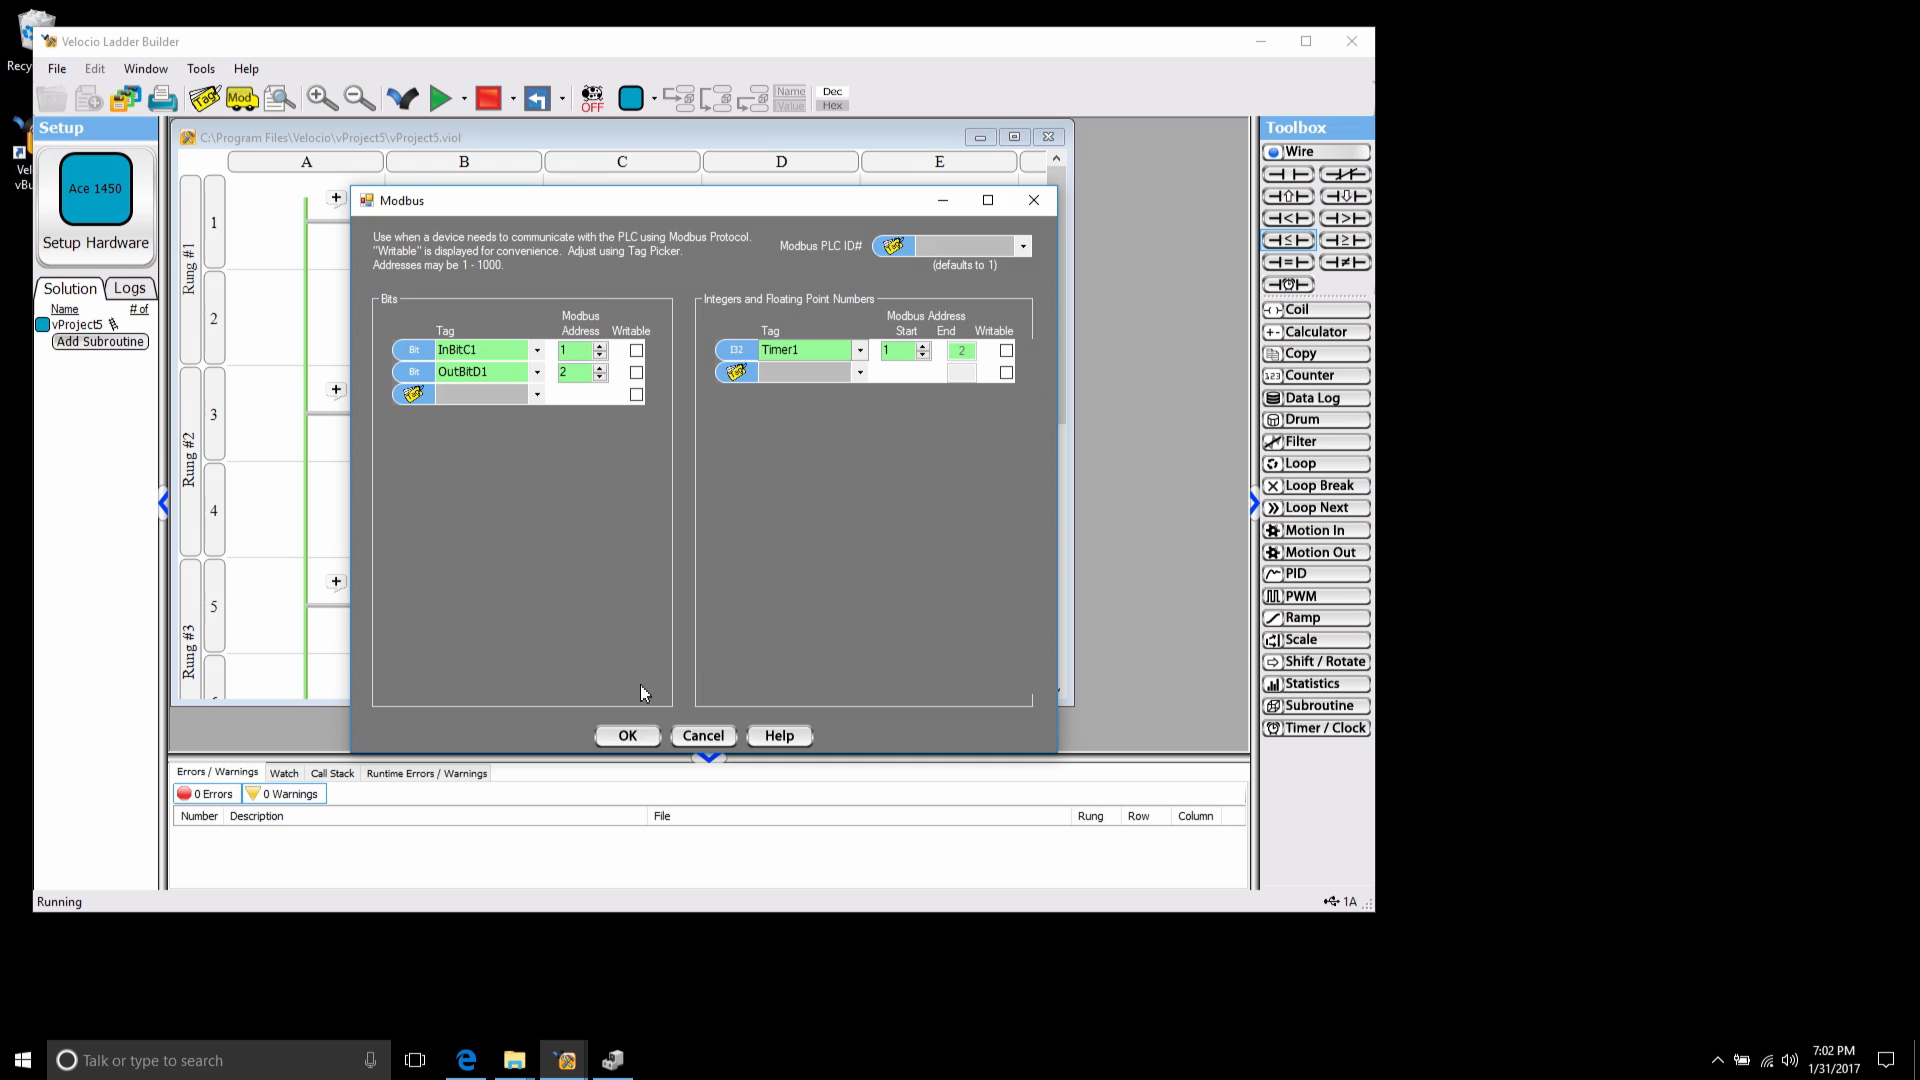 Recy
Velocio Ladder Builder
File Edit Window Tools Help
Tag Mod OFF Name Value Dec Hex
Setup
Ace 1450
Setup Hardware
Solution Logs
Name # of
vProject5
Add Subroutine
Vel
vBu
C:\Program Files\Velocio\vProject5\vProject5.viol
A B C D E
Rung #1
1
2
Rung #2
3
4
Rung #3
5
Modbus
Use when a device needs to communicate with the PLC using Modbus Protocol.
"Writable" is displayed for convenience. Adjust using Tag Picker.
Addresses may be 1 - 1000.
Modbus PLC ID#
(defaults to 1)
Bits
Modbus
Tag Address Writable
Bit InBitC1 1
Bit OutBitD1 2
Integers and Floating Point Numbers
Modbus Address
Tag Start End Writable
I32 Timer1 1 2
OK Cancel Help
Toolbox
Wire
Coil
Calculator
Copy
123 Counter
Data Log
Drum
Filter
Loop
Loop Break
Loop Next
Motion In
Motion Out
PID
PWM
Ramp
Scale
Shift / Rotate
Statistics
Subroutine
Timer / Clock
Errors / Warnings Watch Call Stack Runtime Errors / Warnings
0 Errors 0 Warnings
Number Description File Rung Row Column
Running 1A
Talk or type to search
7:02 PM
1/31/2017